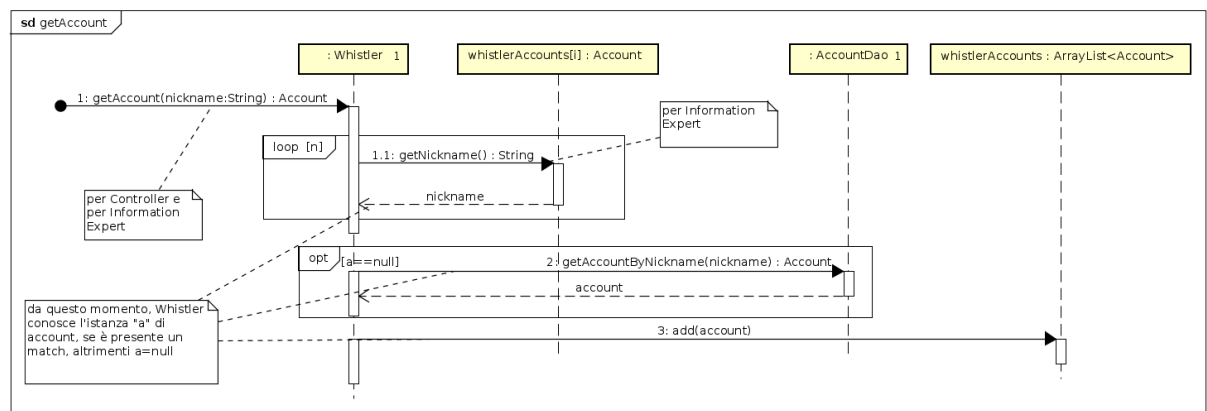 sd getAccount
: Whistler 1
whistlerAccounts[i] : Account
: AccountDao 1
whistlerAccounts : ArrayList<Account>
1: getAccount(nickname:String) : Account
per Information
Expert
loop [n]
1.1: getNickname() : String
nickname
per Controller e
per Information
Expert
opt
[a==null]
2: getAccountByNickname(nickname) : Account
account
da questo momento, Whistler
conosce l'istanza "a" di
account, se è presente un
match, altrimenti a=null
3: add(account)